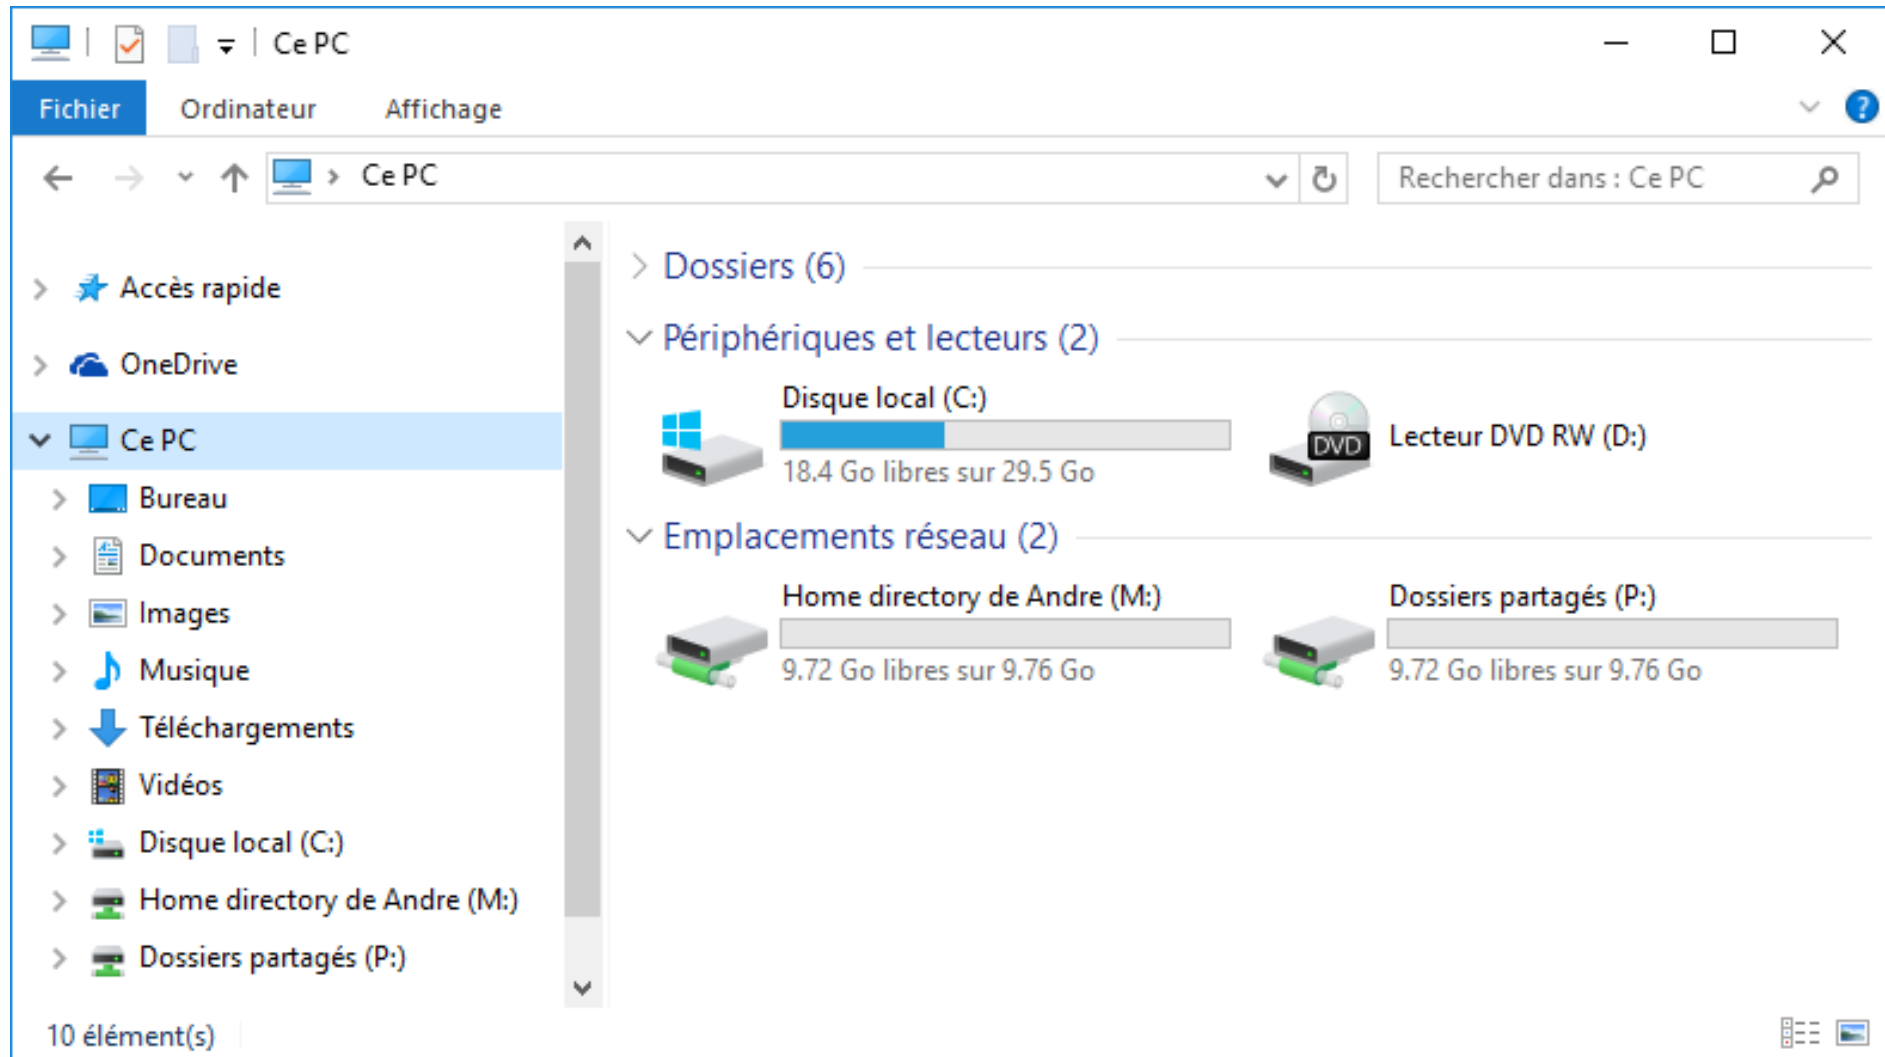 Ce PC
Fichier Ordinateur Affichage
Ce PC
Rechercher dans : Ce PC
Accès rapide
OneDrive
Ce PC
Bureau
Documents
Images
Musique
Téléchargements
Vidéos
Disque local (C:)
Home directory de Andre (M:)
Dossiers partagés (P:)
Dossiers (6)
Périphériques et lecteurs (2)
Disque local (C:)
18.4 Go libres sur 29.5 Go
DVD
Lecteur DVD RW (D:)
Emplacements réseau (2)
Home directory de Andre (M:)
9.72 Go libres sur 9.76 Go
Dossiers partagés (P:)
9.72 Go libres sur 9.76 Go
10 élément(s)